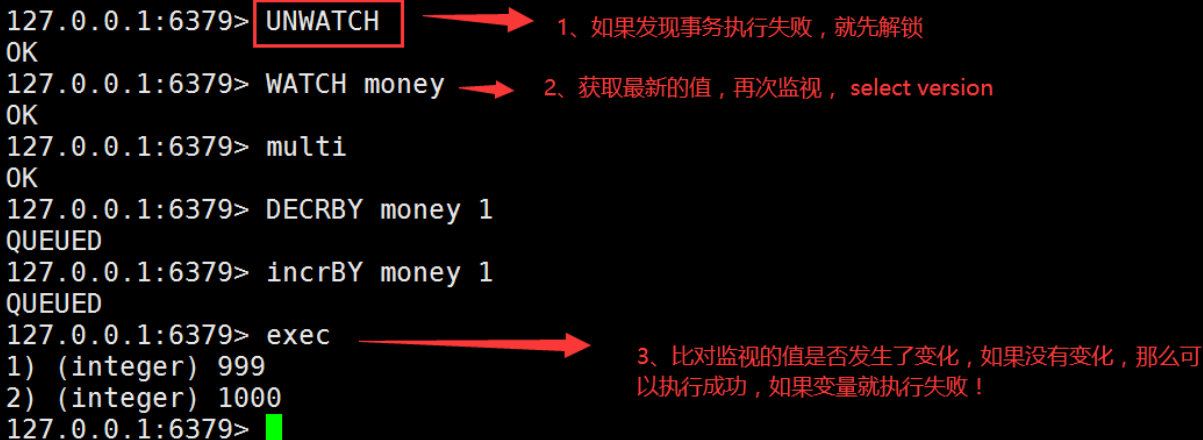 127.0.0.1:6379> UNWATCH
1、如果发现事务执行失败，就先解锁
OK
127.0.0.1:6379> WATCH money
2、获取最新的值，再次监视， select version
OK
127.0.0.1:6379> multi
OK
127.0.0.1:6379> DECRBY money 1
QUEUED
127.0.0.1:6379> incrBY money 1
QUEUED
127.0.0.1:6379> exec
1) (integer) 999
2) (integer) 1000
127.0.0.1:6379>
3、比对监视的值是否发生了变化，如果没有变化，那么可
以执行成功，如果变量就执行失败！